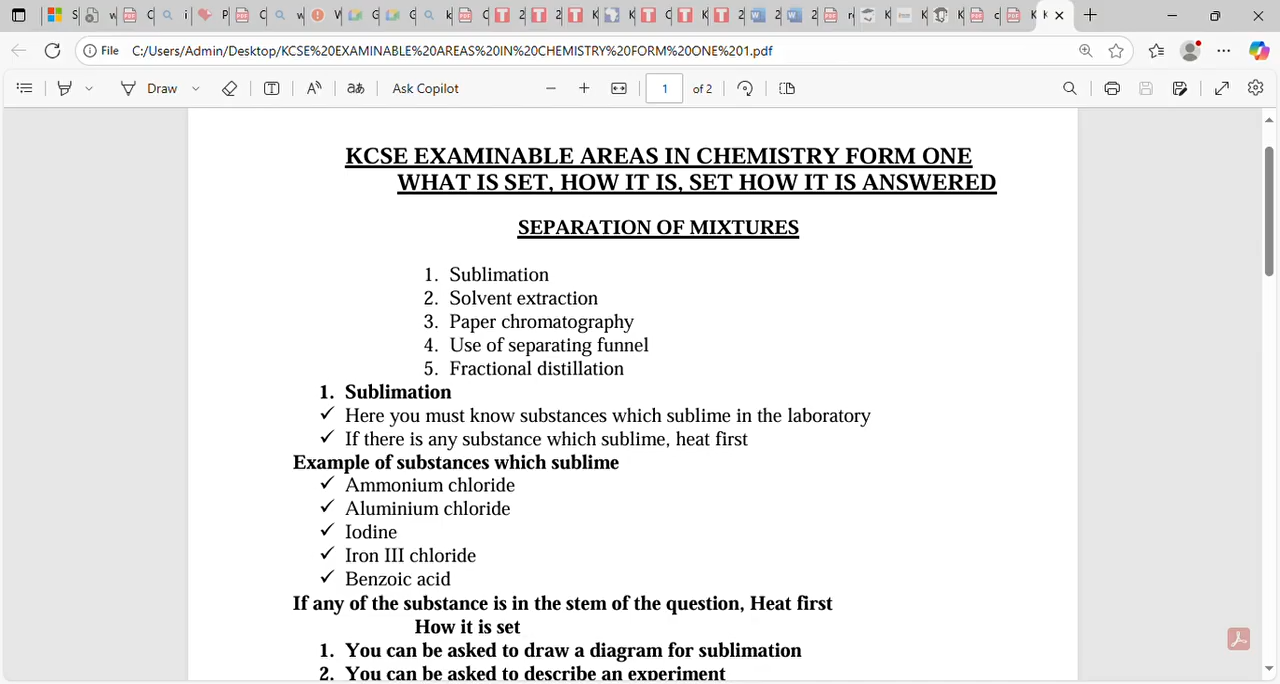 File C:/Users/Admin/Desktop/KCSE%20EXAMINABLE%20AREAS%20IN%20CHEMISTRY%20FORM%20ONE%201.pdf
Draw Ask Copilot 1 of 2
KCSE EXAMINABLE AREAS IN CHEMISTRY FORM ONE
WHAT IS SET, HOW IT IS, SET HOW IT IS ANSWERED
SEPARATION OF MIXTURES
1. Sublimation
2. Solvent extraction
3. Paper chromatography
4. Use of separating funnel
5. Fractional distillation
1. Sublimation
✓ Here you must know substances which sublime in the laboratory
✓ If there is any substance which sublime, heat first
Example of substances which sublime
✓ Ammonium chloride
✓ Aluminium chloride
✓ Iodine
✓ Iron III chloride
✓ Benzoic acid
If any of the substance is in the stem of the question, Heat first
How it is set
1. You can be asked to draw a diagram for sublimation
2. You can be asked to describe an experiment